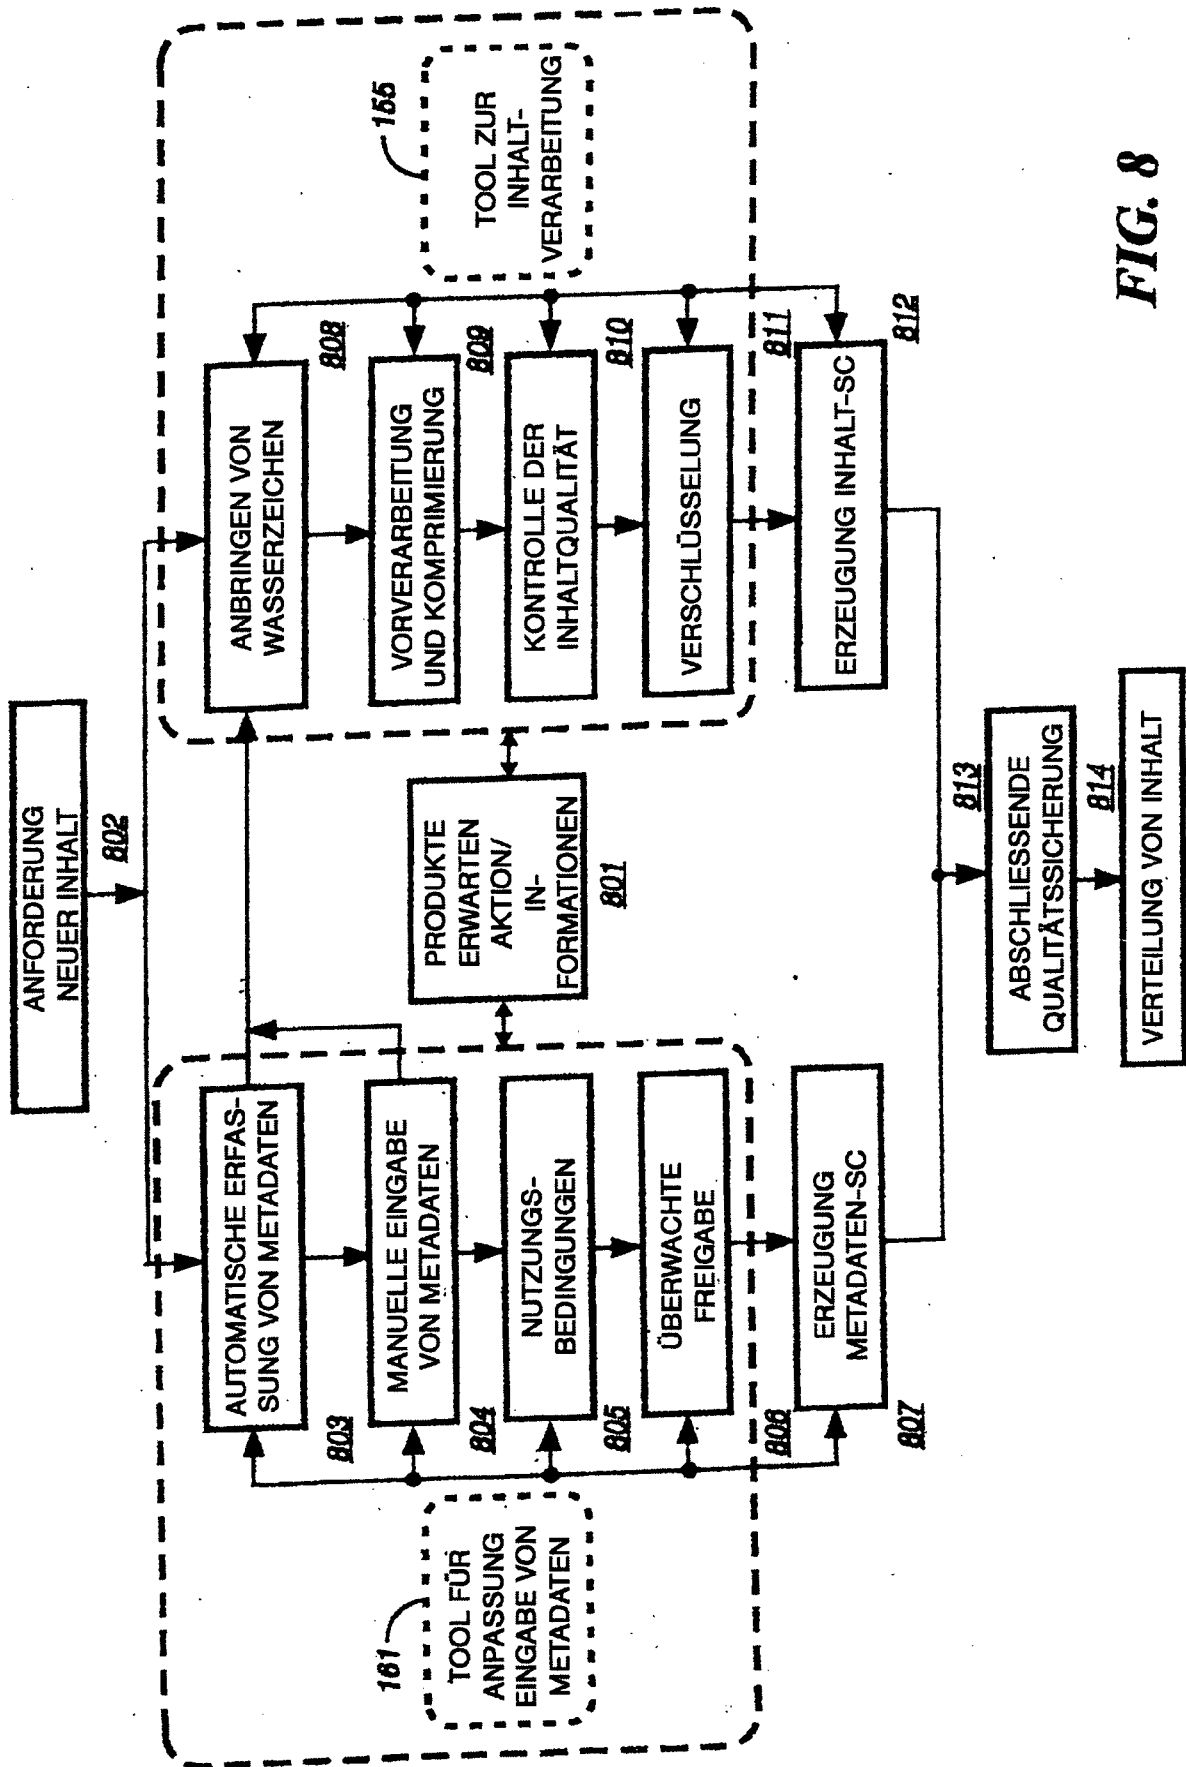 ANFORDERUNG
NEUER INHALT
802
AUTOMATISCHE ERFAS-
SUNG VON METADATEN
803
MANUELLE EINGABE
VON METADATEN
804
NUTZUNGS-
BEDINGUNGEN
805
ÜBERWACHTE
FREIGABE
806
ERZEUGUNG
METADATEN-SC
807
161
TOOL FÜR
ANPASSUNG
EINGABE VON
METADATEN
PRODUKTE
ERWARTEN
AKTION/
IN-
FORMATIONEN
801
ANBRINGEN VON
WASSERZEICHEN
808
VORVERARBEITUNG
UND KOMPRIMIERUNG
809
KONTROLLE DER
INHALTQUALITÄT
810
VERSCHLÜSSELUNG
811
ERZEUGUNG INHALT-SC
812
155
TOOL ZUR
INHALT-
VERARBEITUNG
813
ABSCHLIESSENDE
QUALITÄTSSICHERUNG
814
VERTEILUNG VON INHALT
FIG. 8